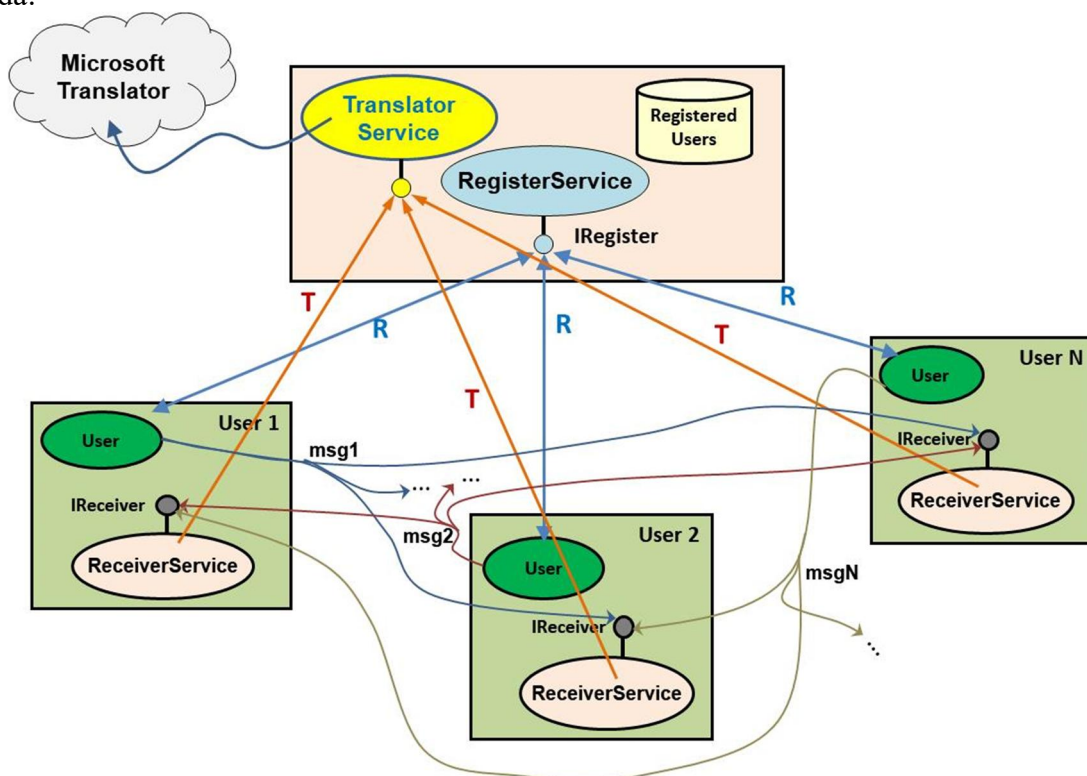 da:
Microsoft
Translator
Translator
Service
Registered
Users
RegisterService
IRegister
T
R
R
T
R
T
User N
User
User 1
User
msg1
IReceiver
...
...
IReceiver
ReceiverService
ReceiverService
msg2
User 2
User
msgN
IReceiver
...
ReceiverService